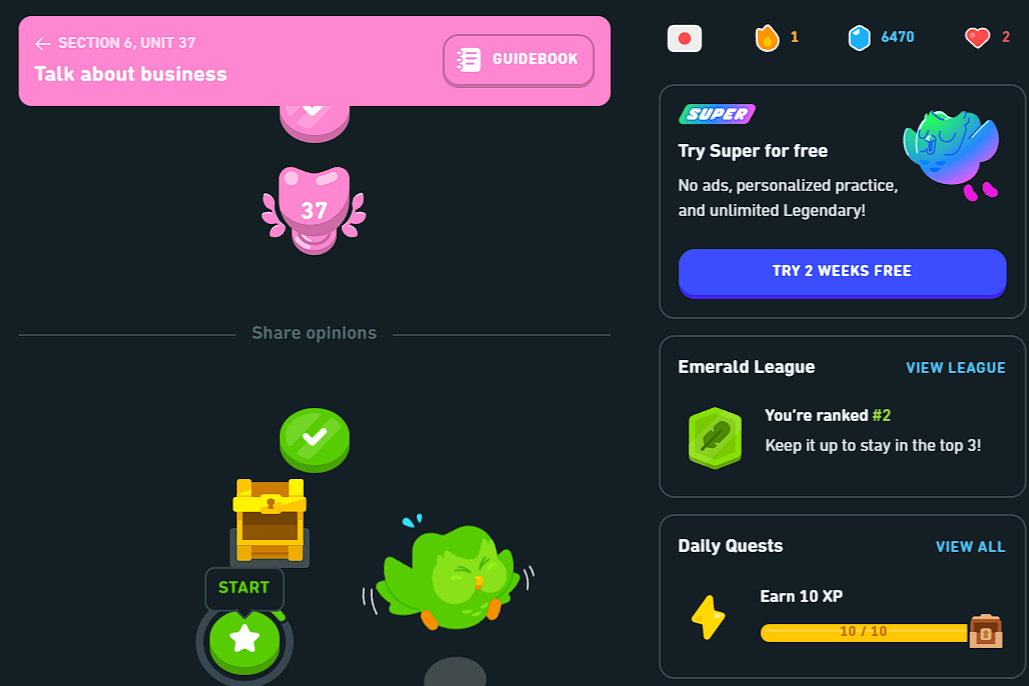 SECTION 6, UNIT 37
Talk about business
GUIDEBOOK
37
Share opinions
START
1
6470
2
SUPER
Try Super for free
No ads, personalized practice,
and unlimited Legendary!
TRY 2 WEEKS FREE
Emerald League
VIEW LEAGUE
You're ranked #2
Keep it up to stay in the top 3!
Daily Quests
VIEW ALL
Earn 10 XP
10 / 10